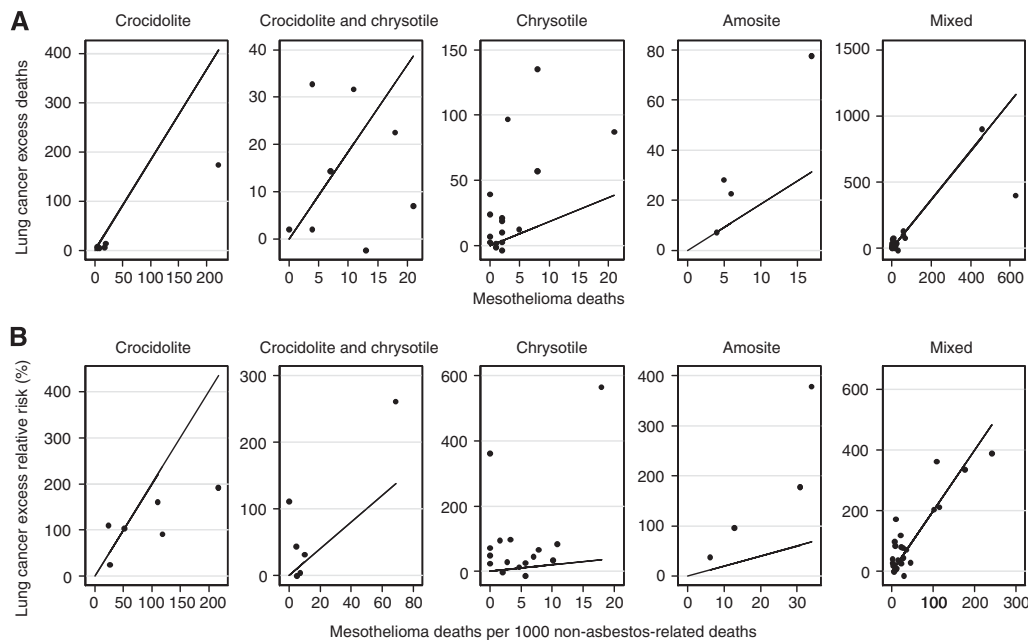 A
Crocidolite
Crocidolite and chrysotile
Chrysotile
Amosite
Mixed
Lung cancer excess deaths
400
300
200
100
0
0 50 100 150 200
40
30
20
10
0
0 5 10 15 20
150
100
50
0
0 5 10 15 20
80
60
40
20
0
0 5 10 15
1500
1000
500
0
0 200 400 600
Mesothelioma deaths
B
Crocidolite
Crocidolite and chrysotile
Chrysotile
Amosite
Mixed
Lung cancer excess relative risk (%)
400
300
200
100
0
0 50 100 150 200
300
200
100
0
0 20 40 60 80
600
400
200
0
0 5 10 15 20
400
300
200
100
0
0 10 20 30
600
400
200
0
0 100 200 300
Mesothelioma deaths per 1000 non-asbestos-related deaths